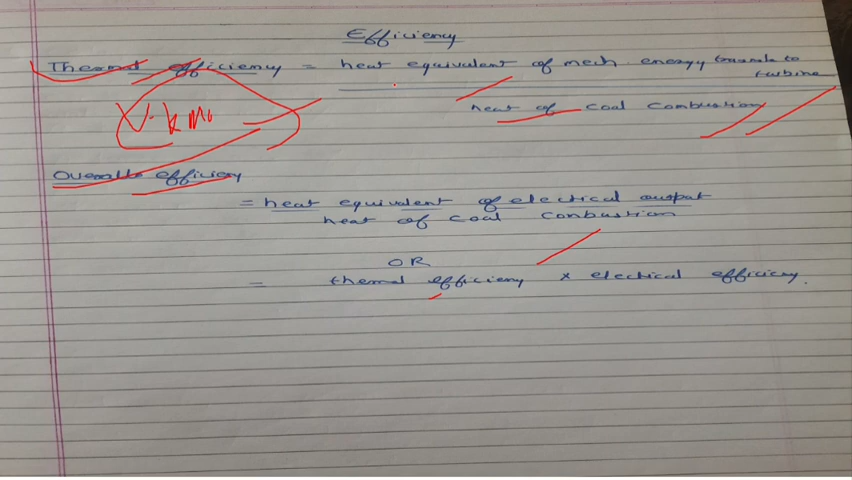 Efficiency
Thermal efficiency = heat equivalent of mech. energy to
turbine
heat of coal combustion
V. k
Overall efficiency
= heat equivalent of electrical output
heat of coal combustion
OR
= thermal efficiency x electrical efficiency.